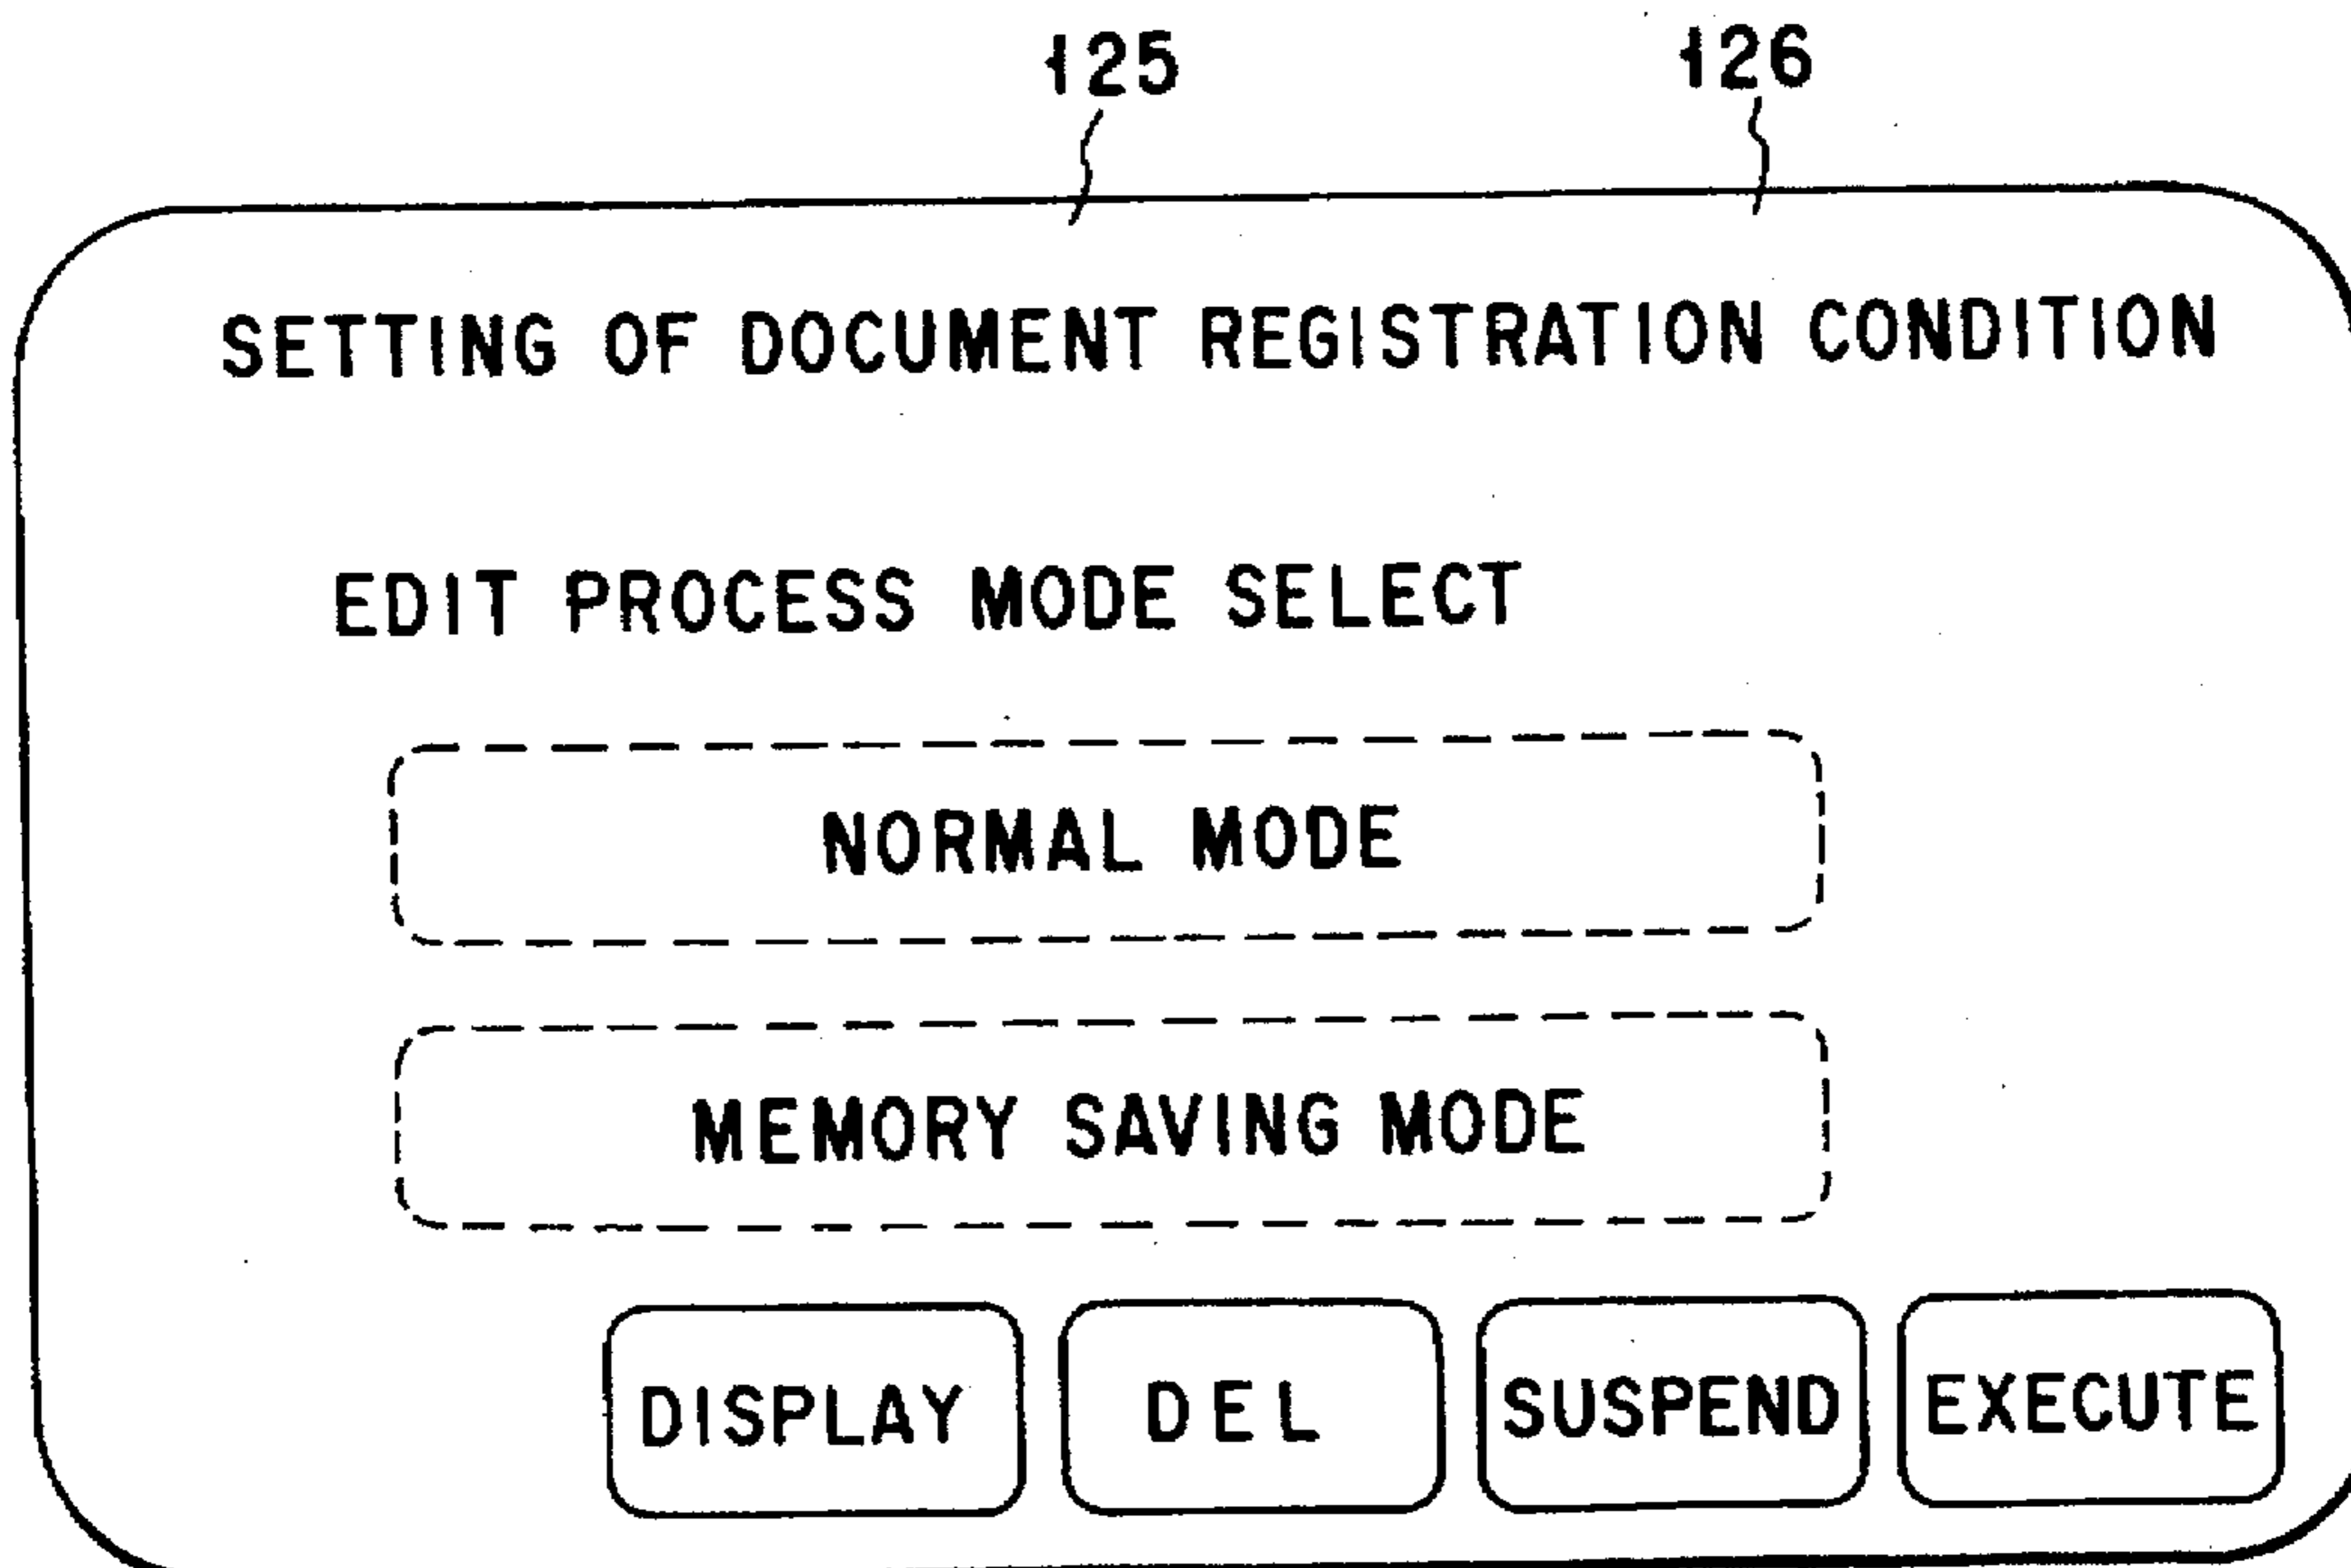 125 126
SETTING OF DOCUMENT REGISTRATION CONDITION
EDIT PROCESS MODE SELECT
NORMAL MODE
MEMORY SAVING MODE
DISPLAY DEL SUSPEND EXECUTE